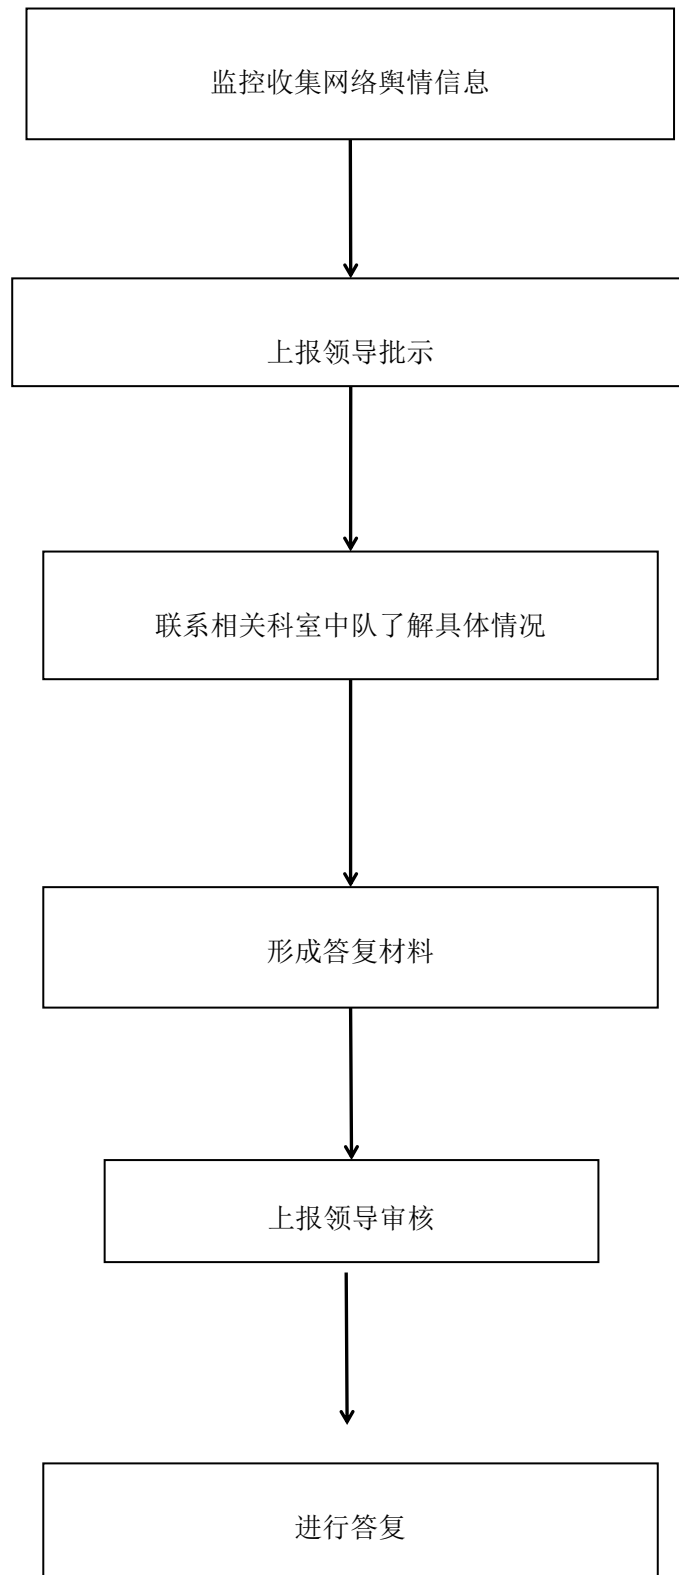 监控收集网络舆情信息
上报领导批示
联系相关科室中队了解具体情况
形成答复材料
上报领导审核
进行答复